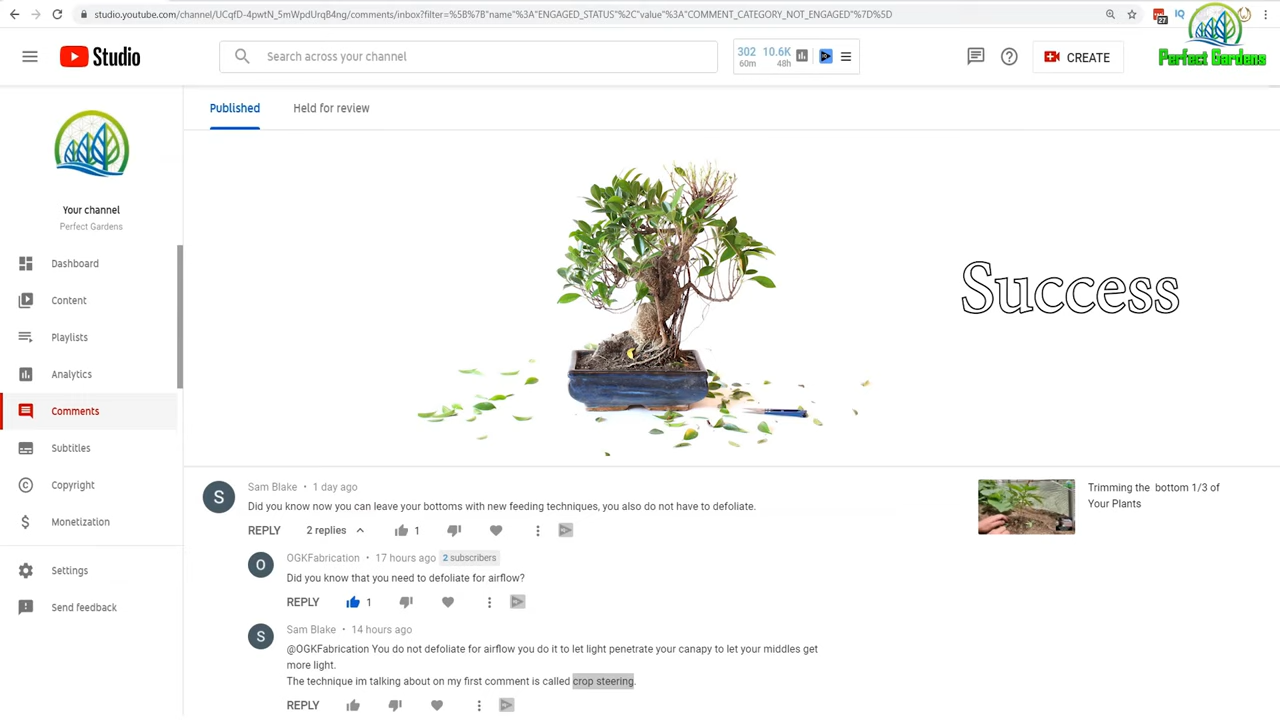 studio.youtube.com/channel/UCqfD-4pwtN_5mWpdUrqB4ng/comments/inbox?filter=%5B%7B"name"%3A"ENGAGED_STATUS"%2C"value"%3A"COMMENT_CATEGORY_NOT_ENGAGED"%7D%5D
27
IQ
Studio
Search across your channel
302 10.6K
60m 48h
CREATE
Perfect Gardens
Published
Held for review
Your channel
Perfect Gardens
Dashboard
Content
Playlists
Analytics
Comments
Subtitles
Copyright
Monetization
Settings
Send feedback
Success
S
Sam Blake • 1 day ago
Did you know now you can leave your bottoms with new feeding techniques, you also do not have to defoliate.
REPLY 2 replies 1
Trimming the bottom 1/3 of
Your Plants
O
OGKFabrication • 17 hours ago 2 subscribers
Did you know that you need to defoliate for airflow?
REPLY 1
S
Sam Blake • 14 hours ago
@OGKFabrication You do not defoliate for airflow you do it to let light penetrate your canapy to let your middles get
more light.
The technique im talking about on my first comment is called crop steering.
REPLY